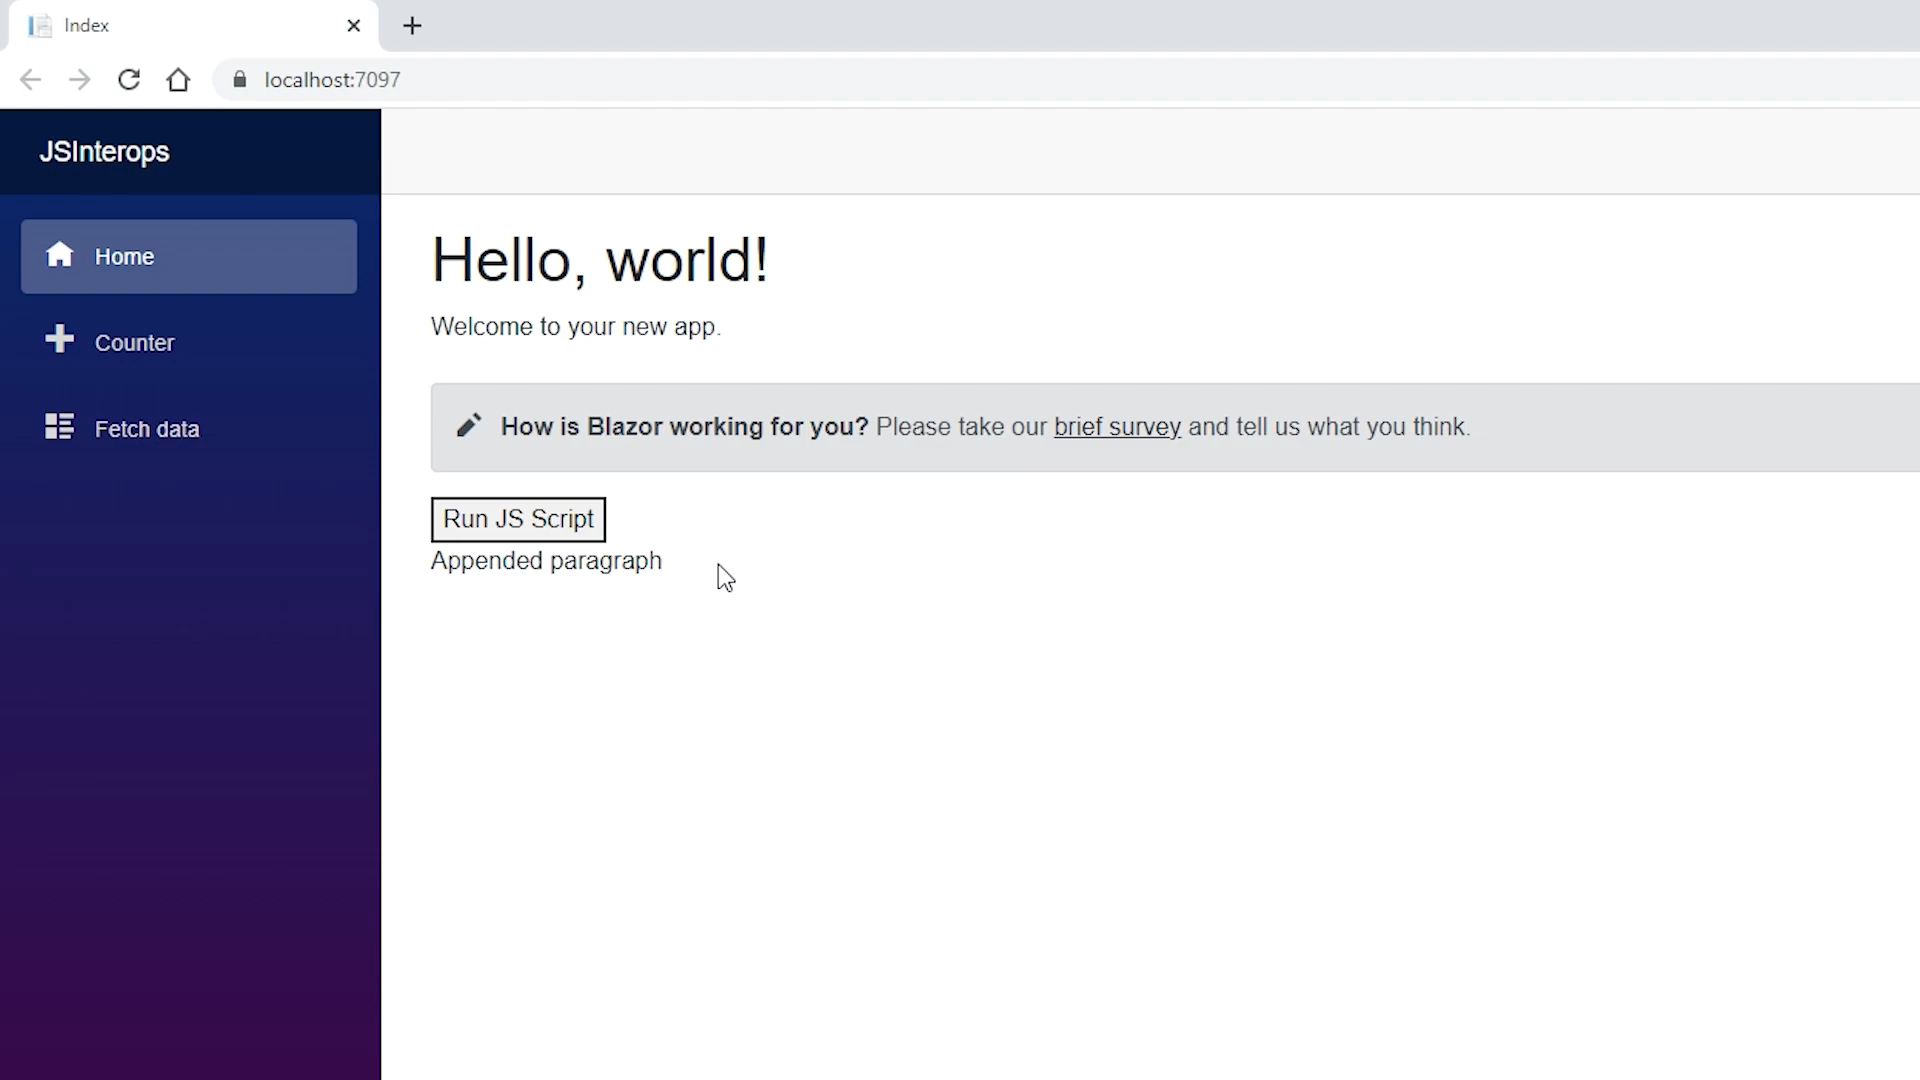 Index
localhost:7097
JSInterops
Home
Counter
Fetch data
Hello, world!
Welcome to your new app.
How is Blazor working for you? Please take our brief survey and tell us what you think.
Run JS Script
Appended paragraph